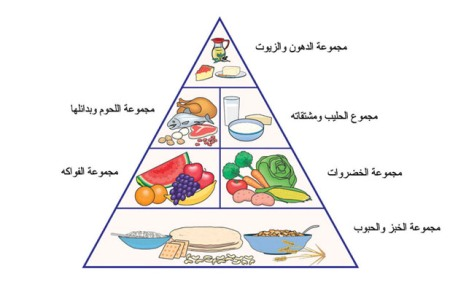 مجموعة الدهون والزيوت
مجموعة اللحوم وبدائلها
مجموع الحليب ومشتقاته
مجموعة الخضروات
مجموعة الفواكه
مجموعة الخبز والحبوب